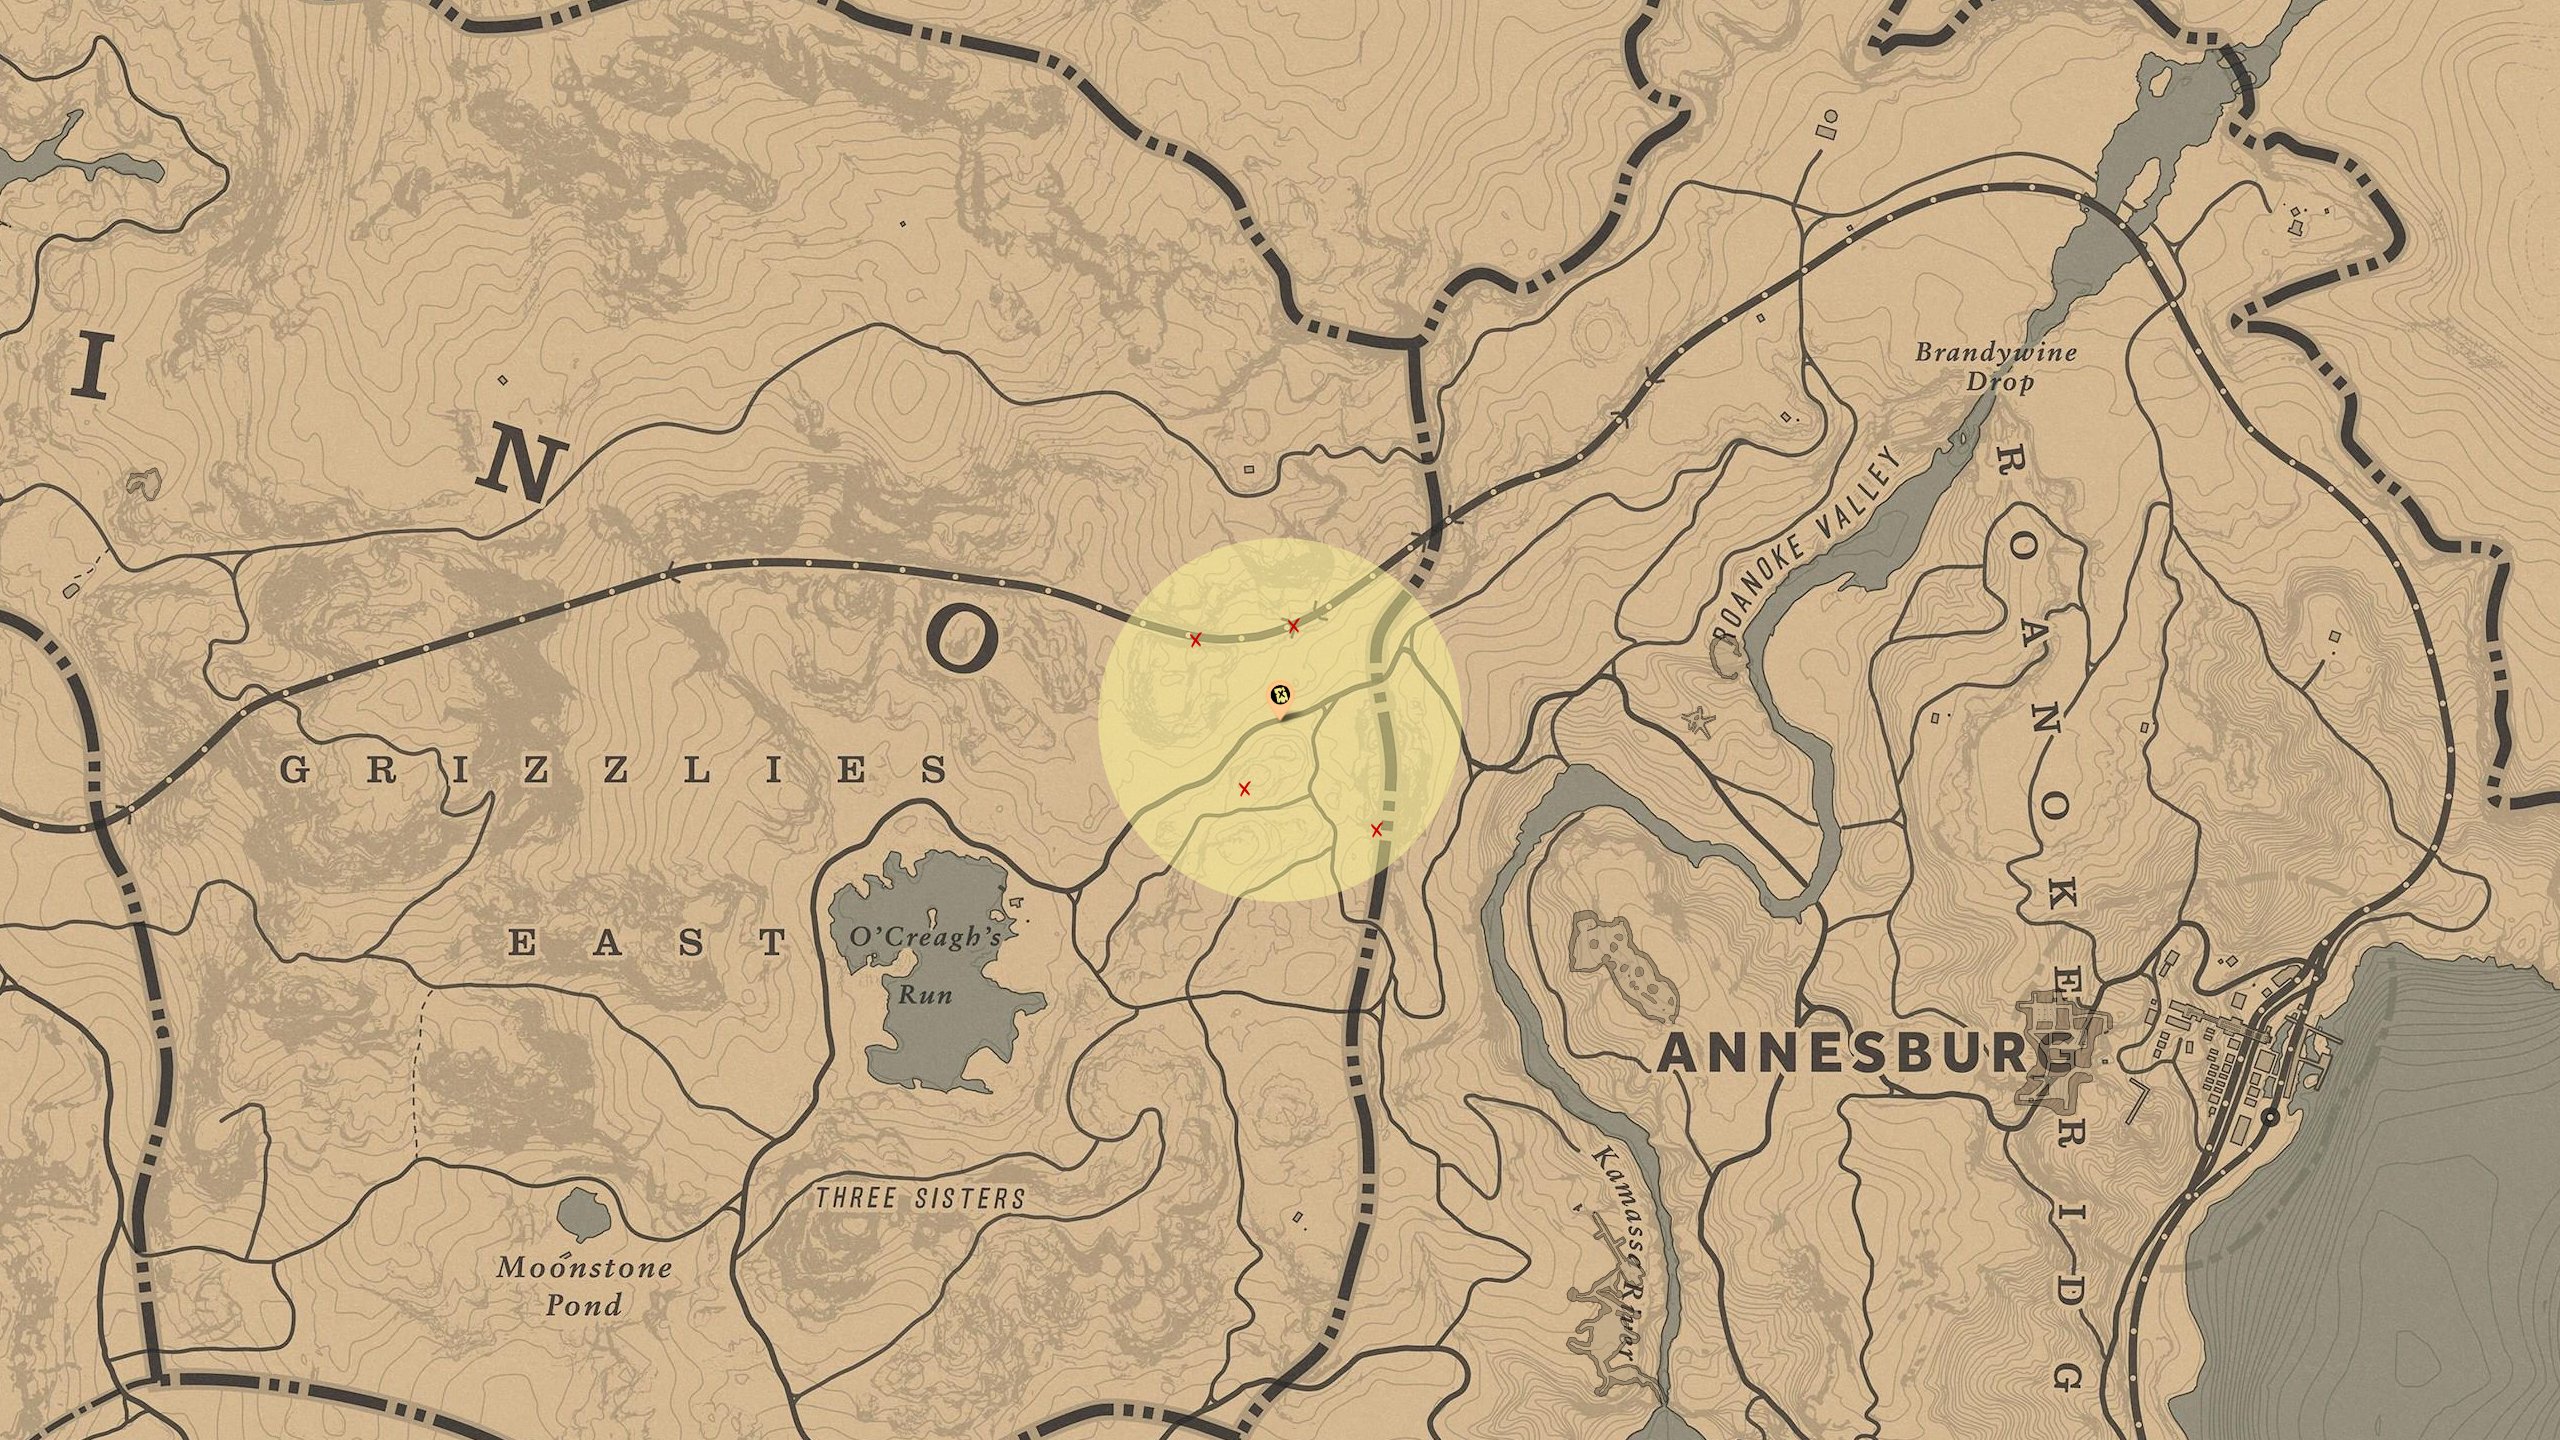 I
N
O
GRIZZLIES
EAST
O'Creagh's
Run
THREE SISTERS
Moonstone
Pond
Brandywine
Drop
ROANOKE VALLEY
ROANOKE RIDG
ANNESBURG
Kamassa River